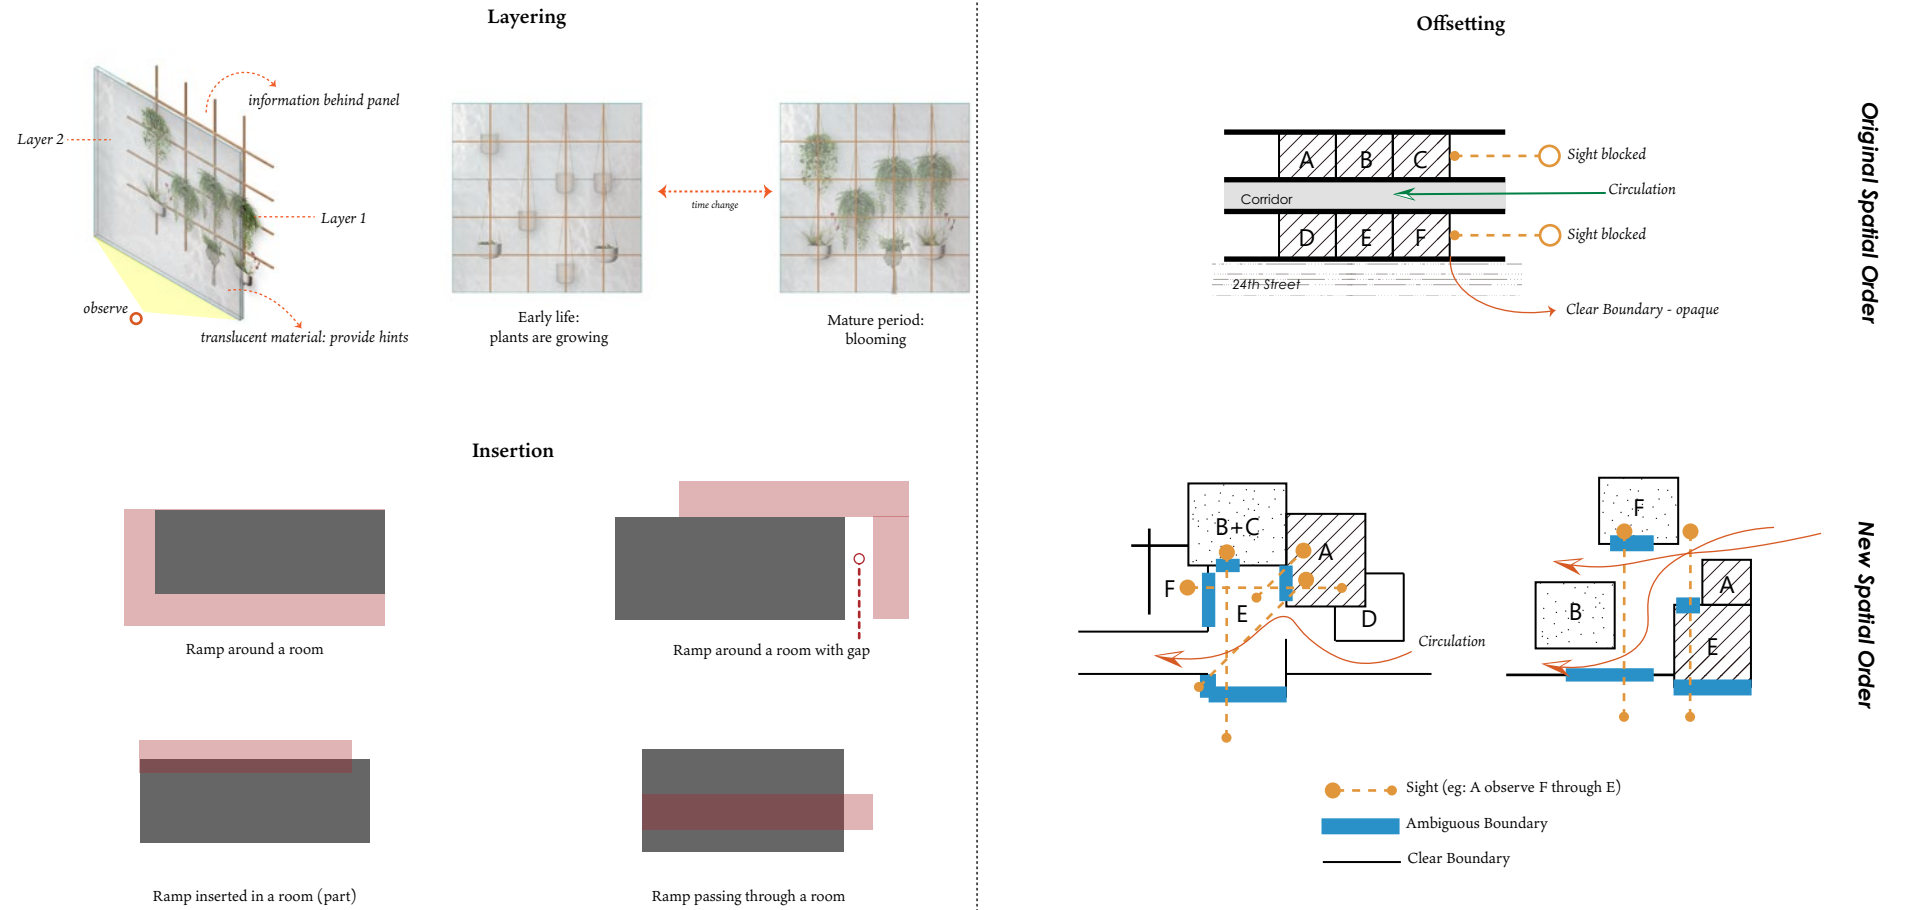 Layering
information behind panel
Layer 2
Layer 1
observe
translucent material: provide hints
time change
Early life:
plants are growing
Mature period:
blooming
Insertion
Ramp around a room
Ramp around a room with gap
Ramp inserted in a room (part)
Ramp passing through a room
Offsetting
Original Spatial Order
A
B
C
Sight blocked
Circulation
Corridor
D
E
F
Sight blocked
24th Street
Clear Boundary - opaque
New Spatial Order
B+C
A
F
E
D
Circulation
F
A
B
E
Sight (eg: A observe F through E)
Ambiguous Boundary
Clear Boundary